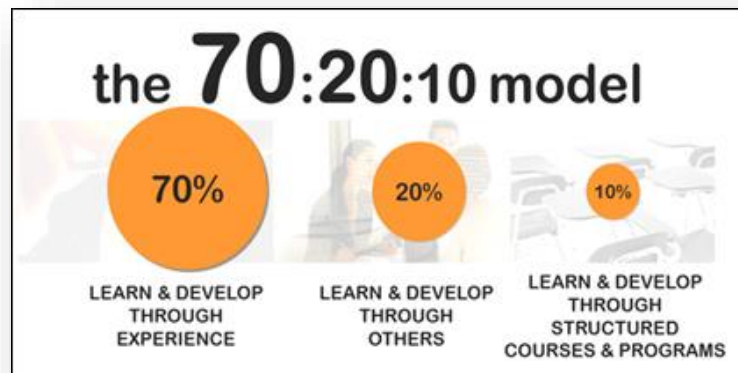 the 70:20:10 model
70%
20%
10%
LEARN & DEVELOP
THROUGH
EXPERIENCE
LEARN & DEVELOP
THROUGH
OTHERS
LEARN & DEVELOP
THROUGH
STRUCTURED
COURSES & PROGRAMS